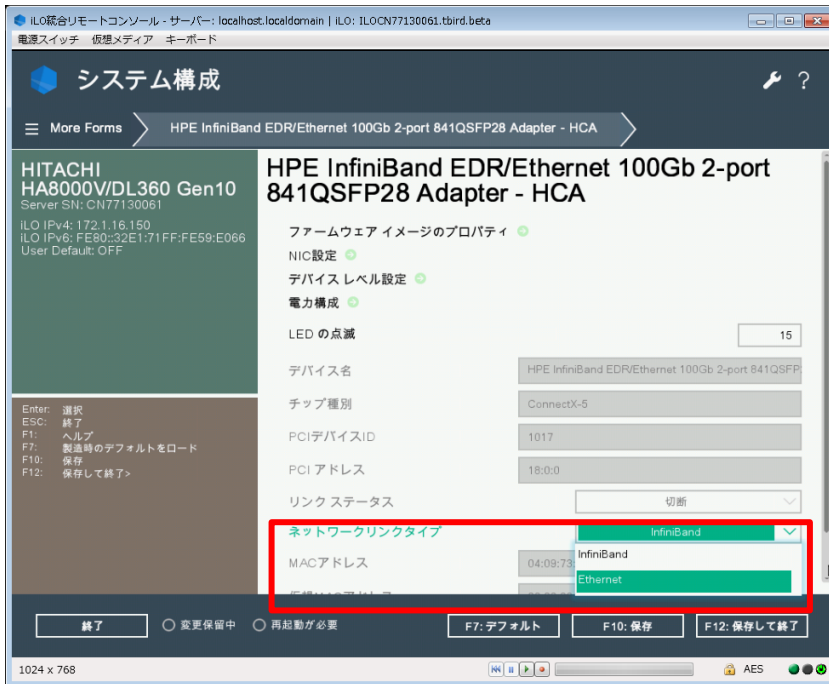 iLO統合リモートコンソール - サーバー: localhost.localdomain | iLO: ILOCN77130061.tbird.beta
電源スイッチ 仮想メディア キーボード
システム構成
?
More Forms
HPE InfiniBand EDR/Ethernet 100Gb 2-port 841QSFP28 Adapter - HCA
HITACHI
HA8000V/DL360 Gen10
Server SN: CN77130061
iLO IPv4: 172.1.16.150
iLO IPv6: FE80::32E1:71FF:FE59:E066
User Default: OFF
Enter: 選択
ESC: 終了
F1: ヘルプ
F7: 製造時のデフォルトをロード
F10: 保存
F12: 保存して終了>
HPE InfiniBand EDR/Ethernet 100Gb 2-port
841QSFP28 Adapter - HCA
ファームウェア イメージのプロパティ
NIC設定
デバイス レベル設定
電力構成
LED の点滅 15
デバイス名 HPE InfiniBand EDR/Ethernet 100Gb 2-port 841QSFP
チップ種別 ConnectX-5
PCIデバイスID 1017
PCI アドレス 18:0:0
リンク ステータス 切断
ネットワークリンクタイプ InfiniBand
InfiniBand
MACアドレス 04:09:73:
Ethernet
終了 変更保留中 再起動が必要 F7: デフォルト F10: 保存 F12: 保存して終了
1024 x 768 AES